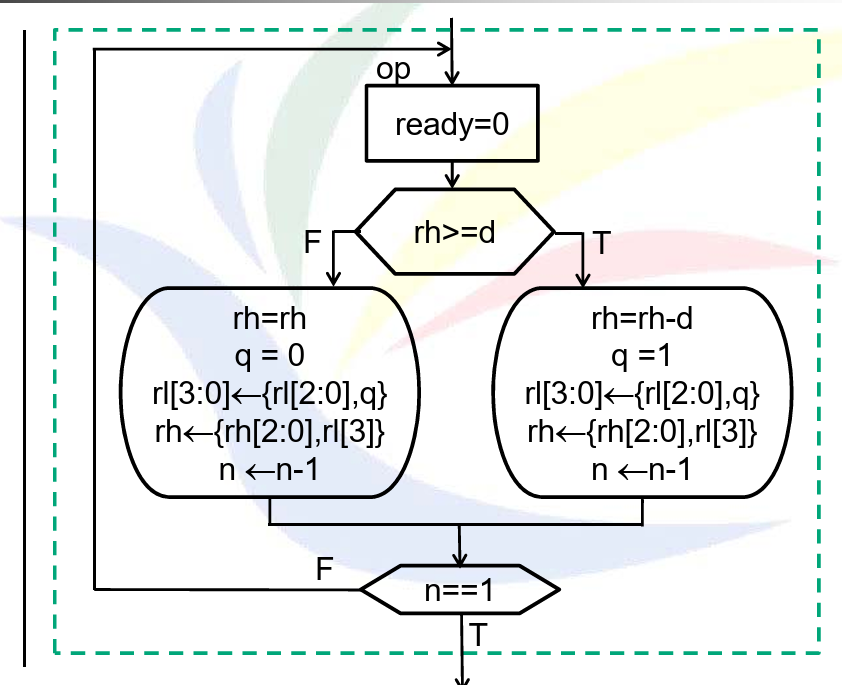 op
ready=0
rh>=d
F
T
rh=rh
q = 0
rl[3:0]←{rl[2:0],q}
rh←{rh[2:0],rl[3]}
n ←n-1
rh=rh-d
q =1
rl[3:0]←{rl[2:0],q}
rh←{rh[2:0],rl[3]}
n ←n-1
F
n==1
T